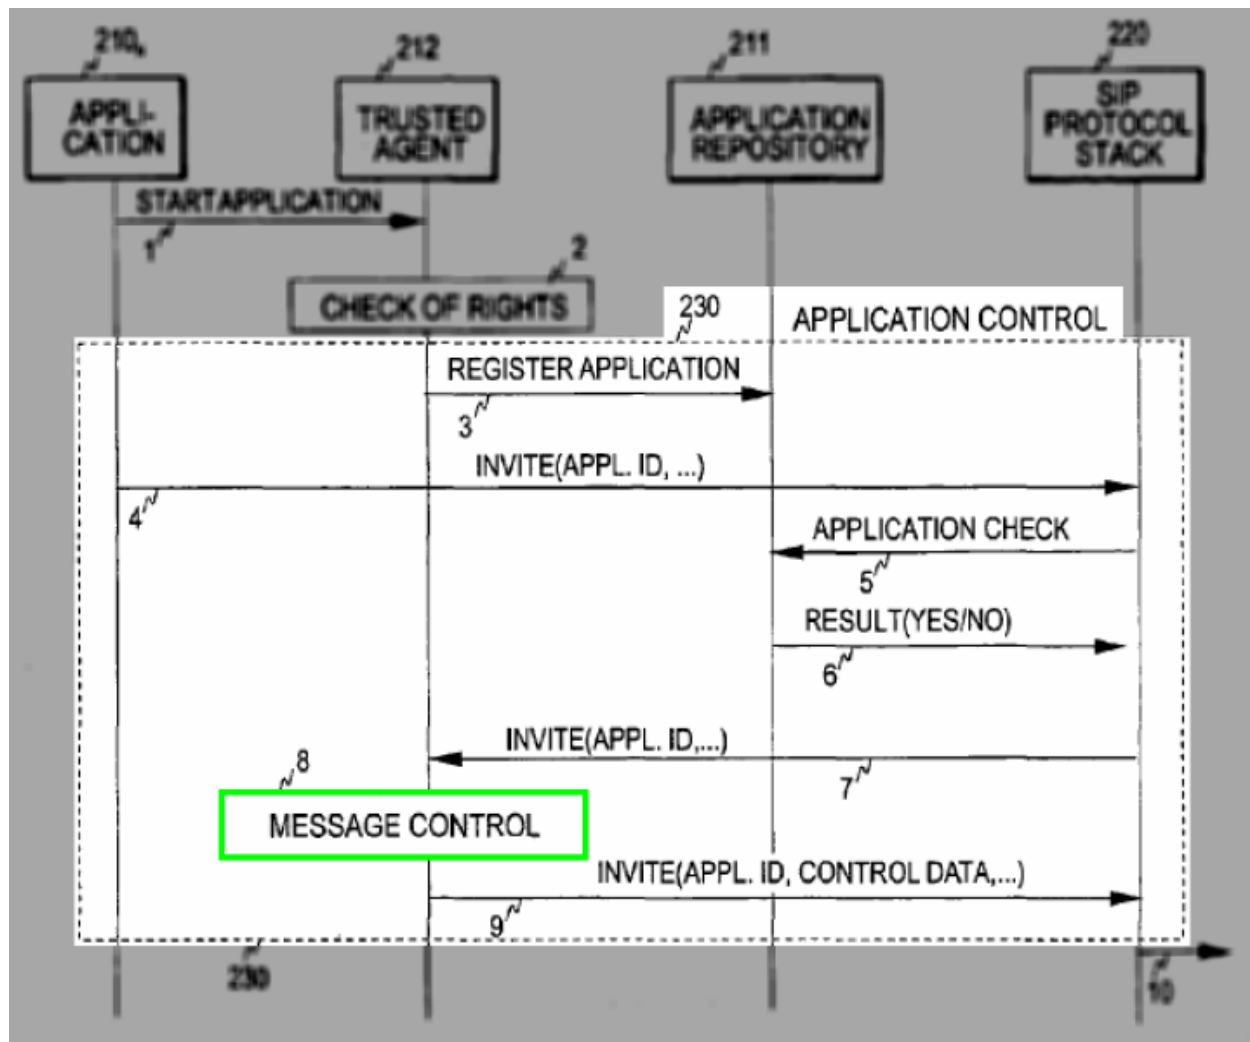 210ₐ
212
211
220
APPLI-
CATION
TRUSTED
AGENT
APPLICATION
REPOSITORY
SIP
PROTOCOL
STACK
START APPLICATION
1
2
CHECK OF RIGHTS
230
APPLICATION CONTROL
REGISTER APPLICATION
3
INVITE(APPL. ID, ...)
4
APPLICATION CHECK
5
RESULT(YES/NO)
6
INVITE(APPL. ID,...)
7
8
MESSAGE CONTROL
INVITE(APPL. ID, CONTROL DATA,...)
9
230
10